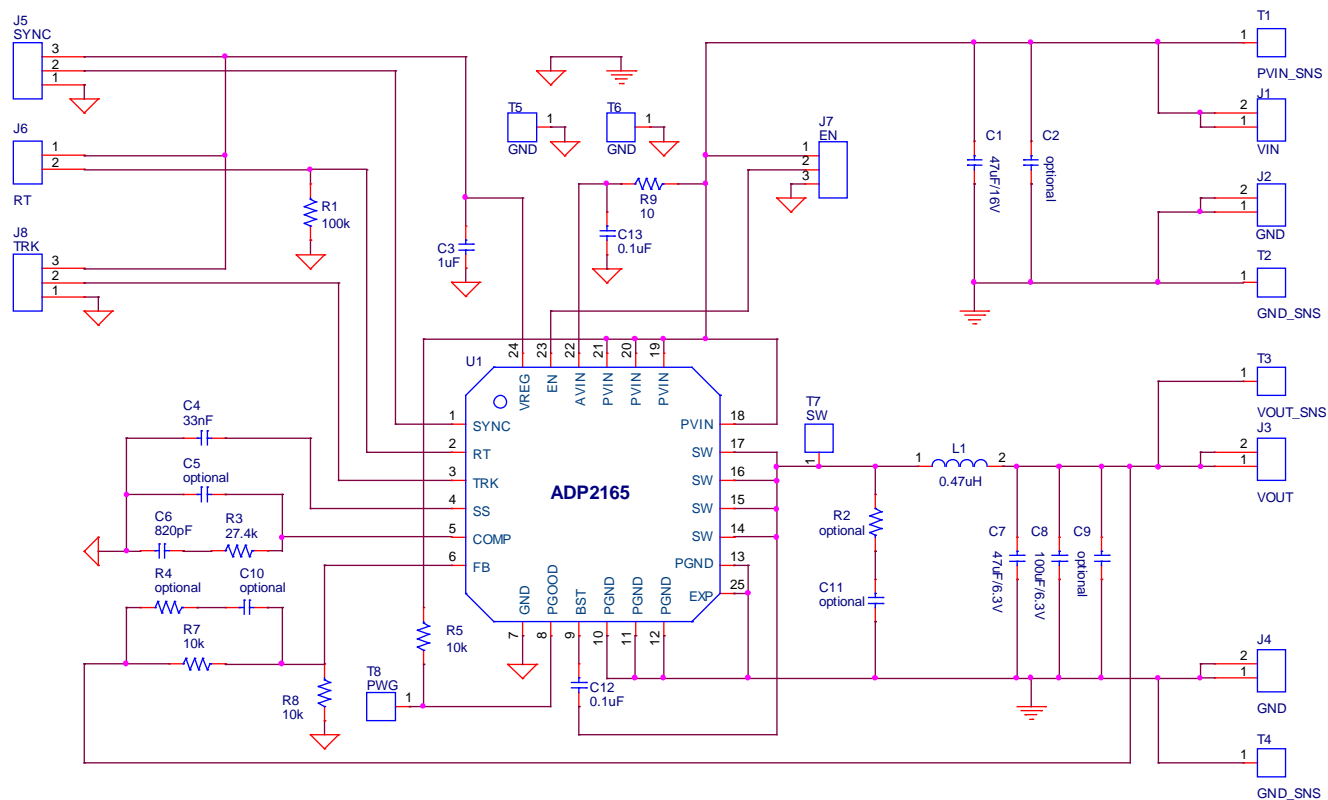 J5
SYNC
3
2
1
J6
1
2
RT
J8
TRK
3
2
1
R1
100k
C3
1uF
T5
1
GND
T6
1
GND
R9
10
C13
0.1uF
J7
EN
1
2
3
C1
47uF/16V
C2
optional
T1
1
PVIN_SNS
J1
2
1
VIN
J2
2
1
GND
T2
1
GND_SNS
T3
1
VOUT_SNS
J3
2
1
VOUT
J4
2
1
GND
T4
1
GND_SNS
U1
ADP2165
24
23
22
21
20
19
VREG
EN
AVIN
PVIN
PVIN
PVIN
1
SYNC
2
RT
3
TRK
4
SS
5
COMP
6
FB
PVIN
18
SW
17
SW
16
SW
15
SW
14
PGND
13
EXP
25
GND
PGOOD
BST
PGND
PGND
PGND
7
8
9
10
11
12
C4
33nF
C5
optional
C6
820pF
R3
27.4k
R4
optional
C10
optional
R7
10k
R8
10k
R5
10k
T8
PWG
1
C12
0.1uF
T7
SW
1
L1
1
2
0.47uH
R2
optional
C11
optional
C7
47uF/6.3V
C8
100uF/6.3V
C9
optional